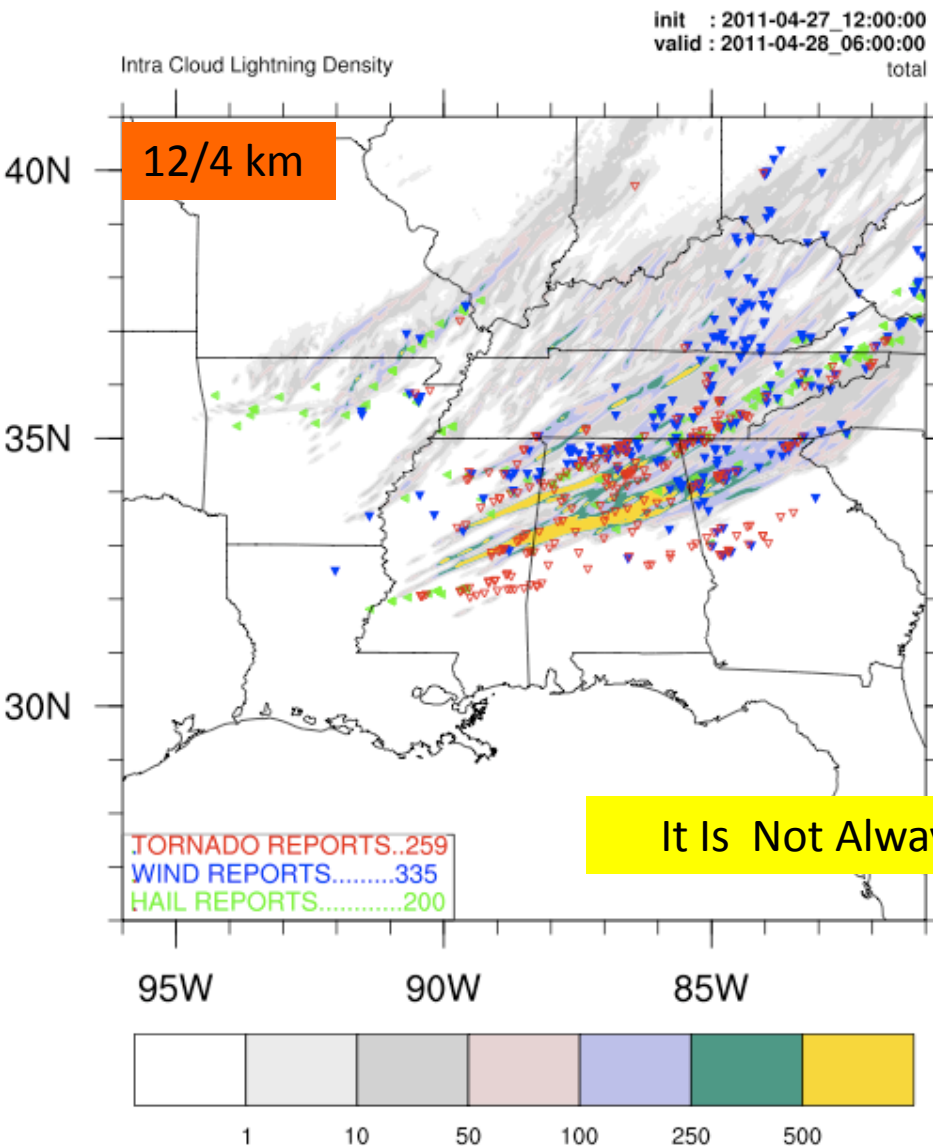 init : 2011-04-27_12:00:00
valid : 2011-04-28_06:00:00
Intra Cloud Lightning Density
total
12/4 km
40N
35N
30N
It Is Not Alwa
TORNADO REPORTS..259
WIND REPORTS.........335
HAIL REPORTS............200
95W 90W 85W
1 10 50 100 250 500